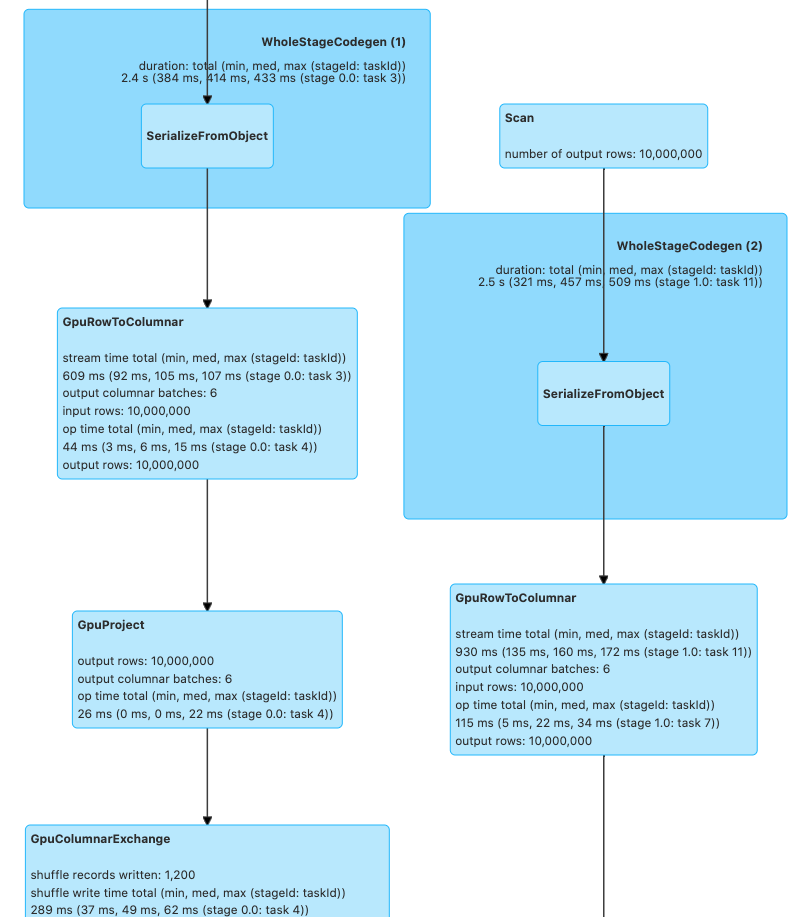 WholeStageCodegen (1)
duration: total (min, med, max (stageId: taskId))
2.4 s (384 ms, 414 ms, 433 ms (stage 0.0: task 3))
SerializeFromObject
GpuRowToColumnar
stream time total (min, med, max (stageId: taskId))
609 ms (92 ms, 105 ms, 107 ms (stage 0.0: task 3))
output columnar batches: 6
input rows: 10,000,000
op time total (min, med, max (stageId: taskId))
44 ms (3 ms, 6 ms, 15 ms (stage 0.0: task 4))
output rows: 10,000,000
GpuProject
output rows: 10,000,000
output columnar batches: 6
op time total (min, med, max (stageId: taskId))
26 ms (0 ms, 0 ms, 22 ms (stage 0.0: task 4))
GpuColumnarExchange
shuffle records written: 1,200
shuffle write time total (min, med, max (stageId: taskId))
289 ms (37 ms, 49 ms, 62 ms (stage 0.0: task 4))
Scan
number of output rows: 10,000,000
WholeStageCodegen (2)
duration: total (min, med, max (stageId: taskId))
2.5 s (321 ms, 457 ms, 509 ms (stage 1.0: task 11))
SerializeFromObject
GpuRowToColumnar
stream time total (min, med, max (stageId: taskId))
930 ms (135 ms, 160 ms, 172 ms (stage 1.0: task 11))
output columnar batches: 6
input rows: 10,000,000
op time total (min, med, max (stageId: taskId))
115 ms (5 ms, 22 ms, 34 ms (stage 1.0: task 7))
output rows: 10,000,000